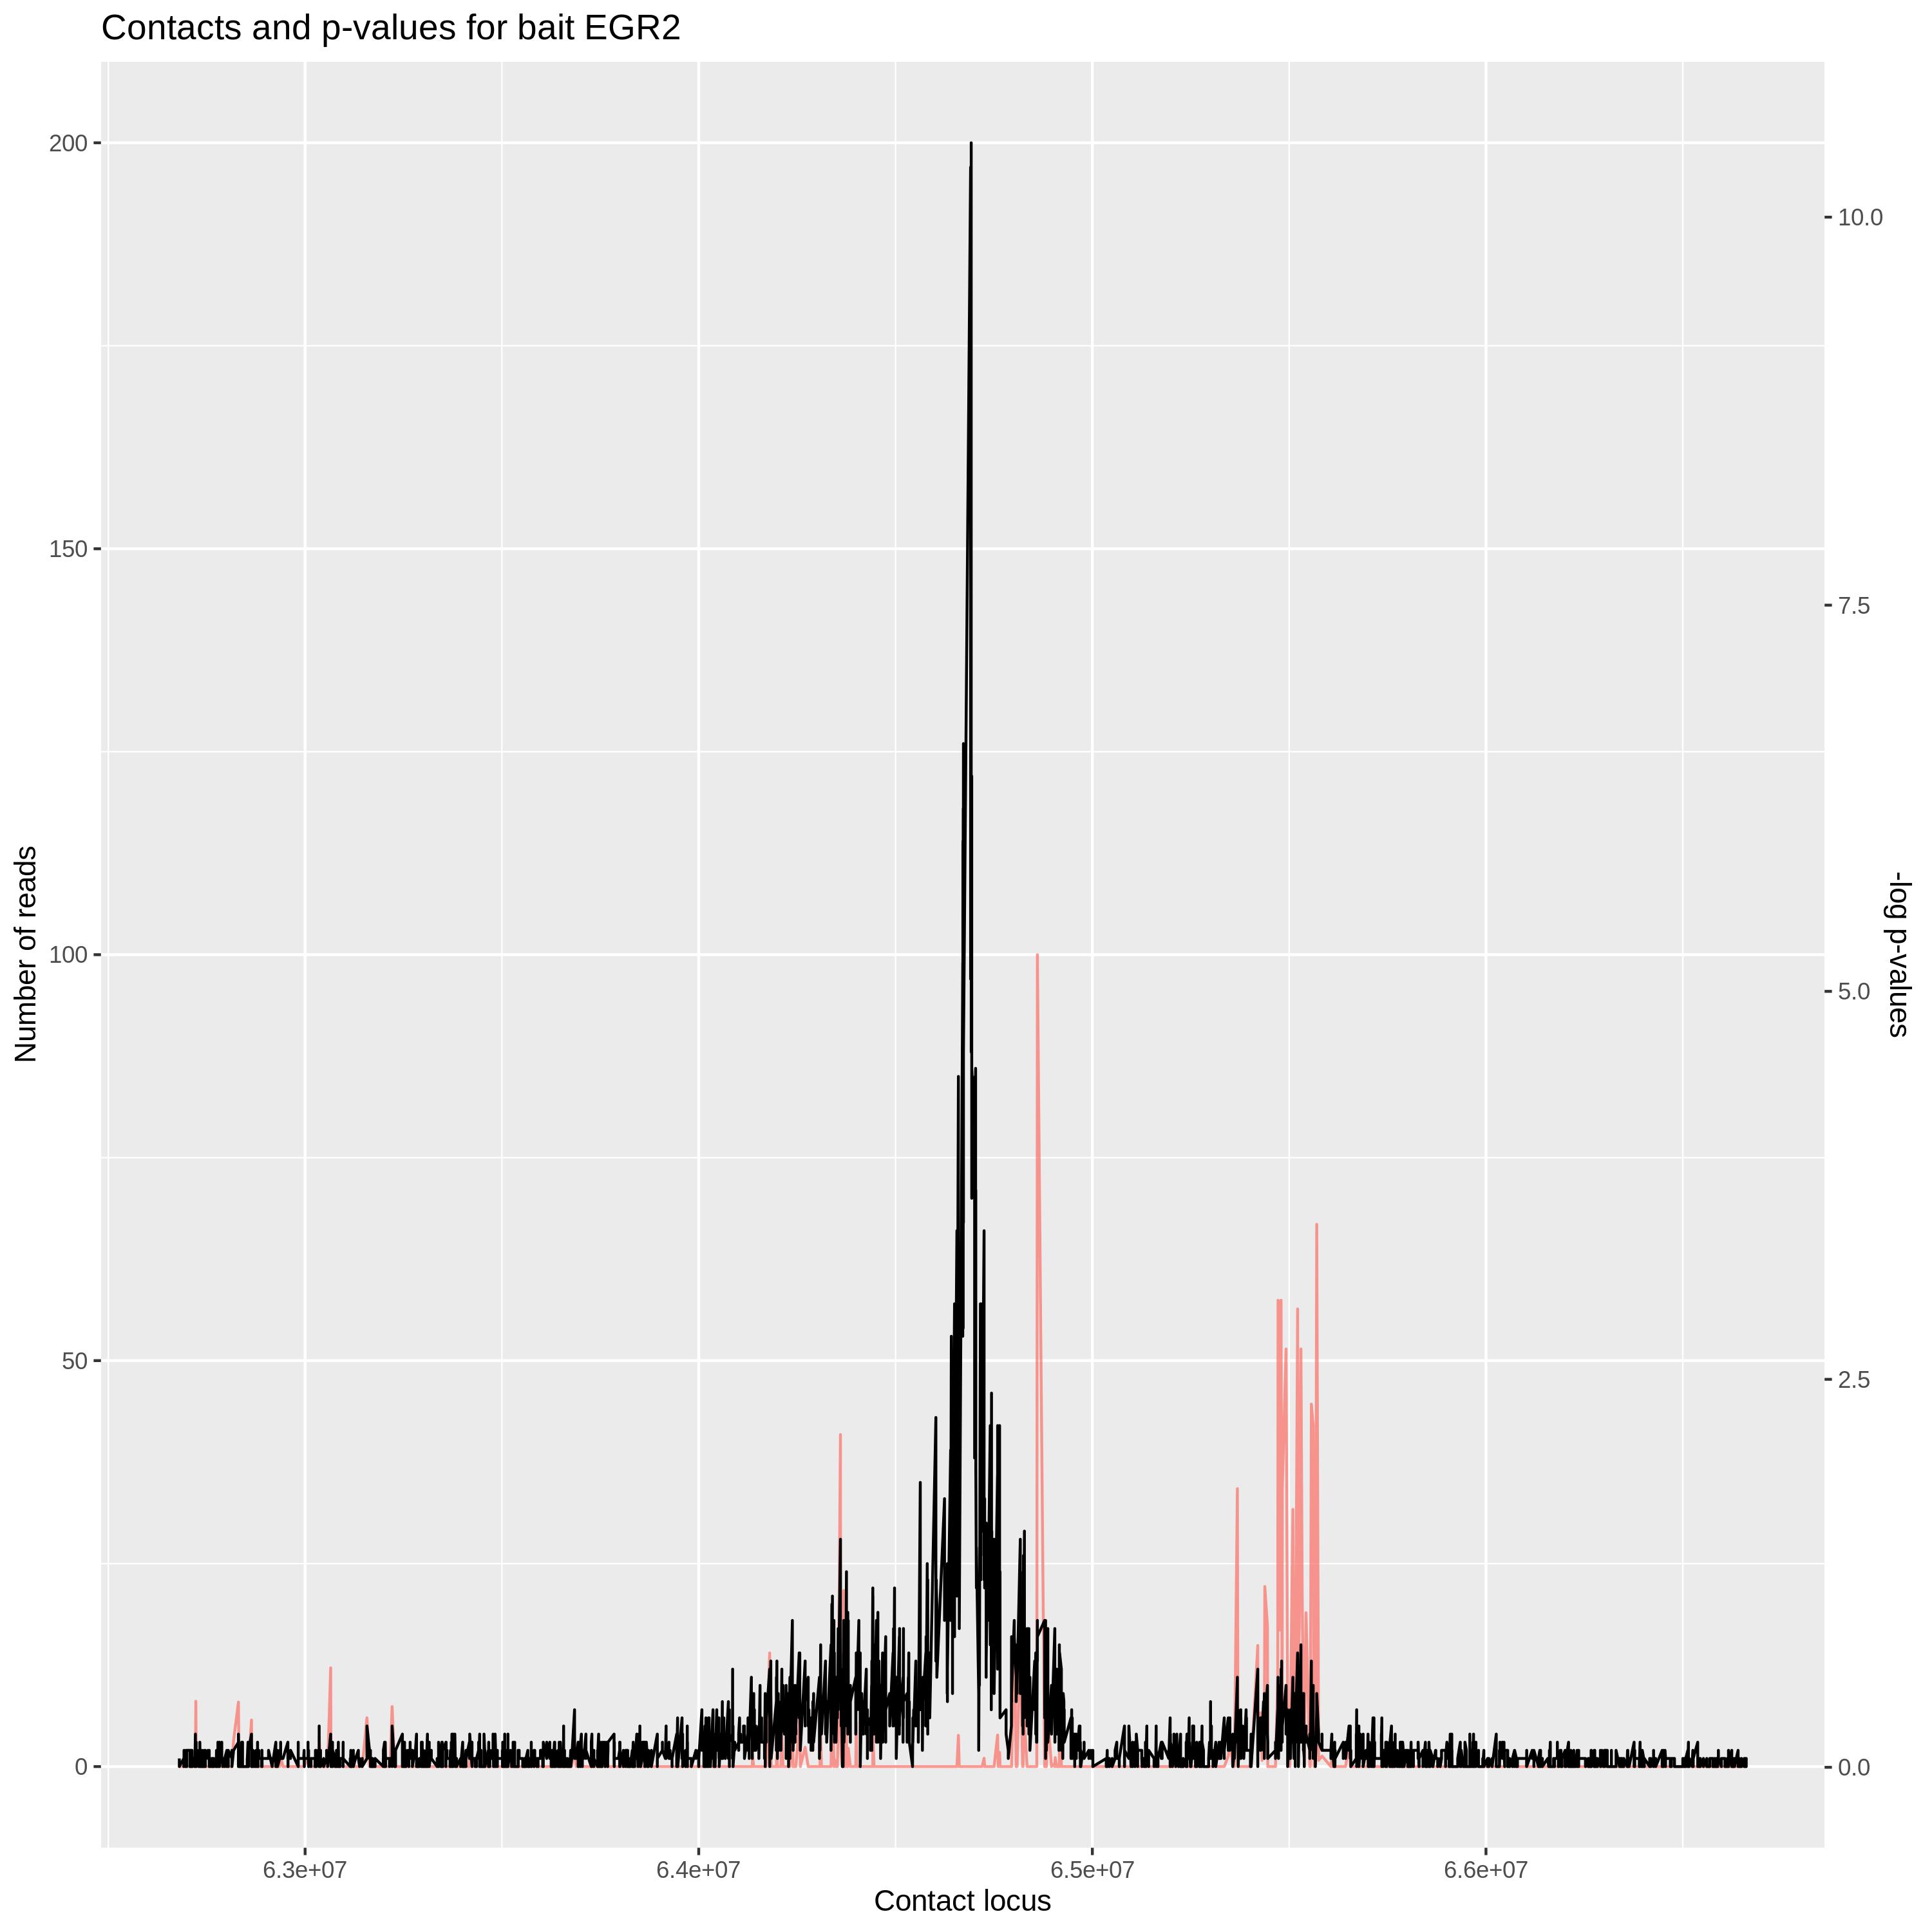 Contacts and p-values for bait EGR2
200
150
100
50
0
Number of reads
10.0
7.5
5.0
2.5
0.0
-log p-values
6.3e+07
6.4e+07
6.5e+07
6.6e+07
Contact locus